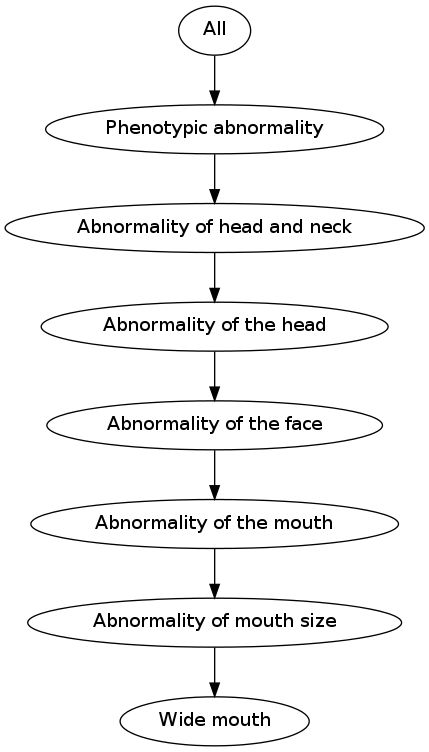 All
Phenotypic abnormality
Abnormality of head and neck
Abnormality of the head
Abnormality of the face
Abnormality of the mouth
Abnormality of mouth size
Wide mouth